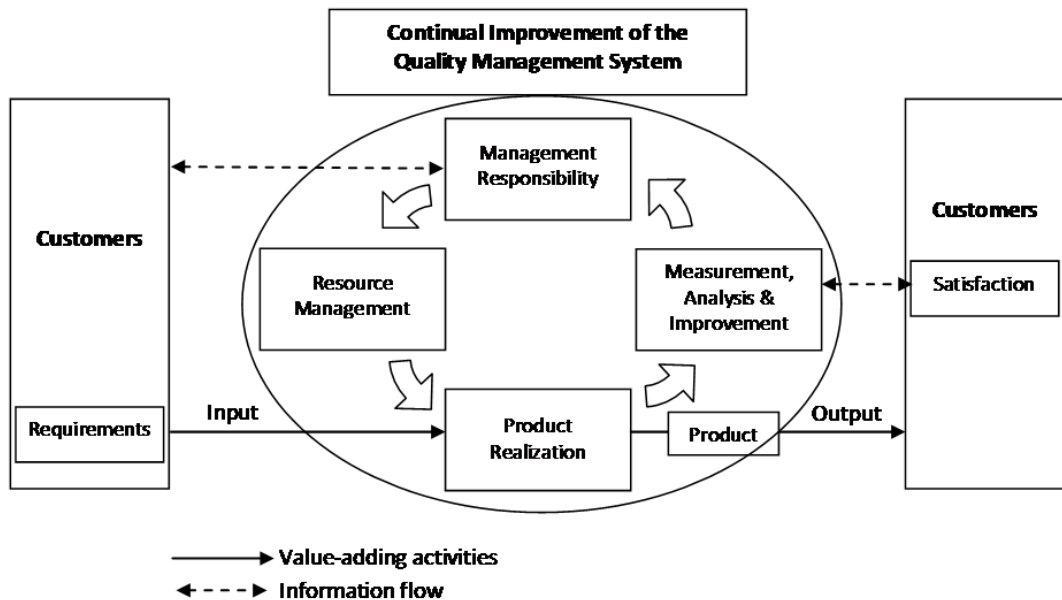 Continual Improvement of the
Quality Management System
Management
Responsibility
Customers
Customers
Resource
Management
Measurement,
Analysis &
Improvement
Satisfaction
Requirements
Input
Product
Realization
Product
Output
Value-adding activities
Information flow